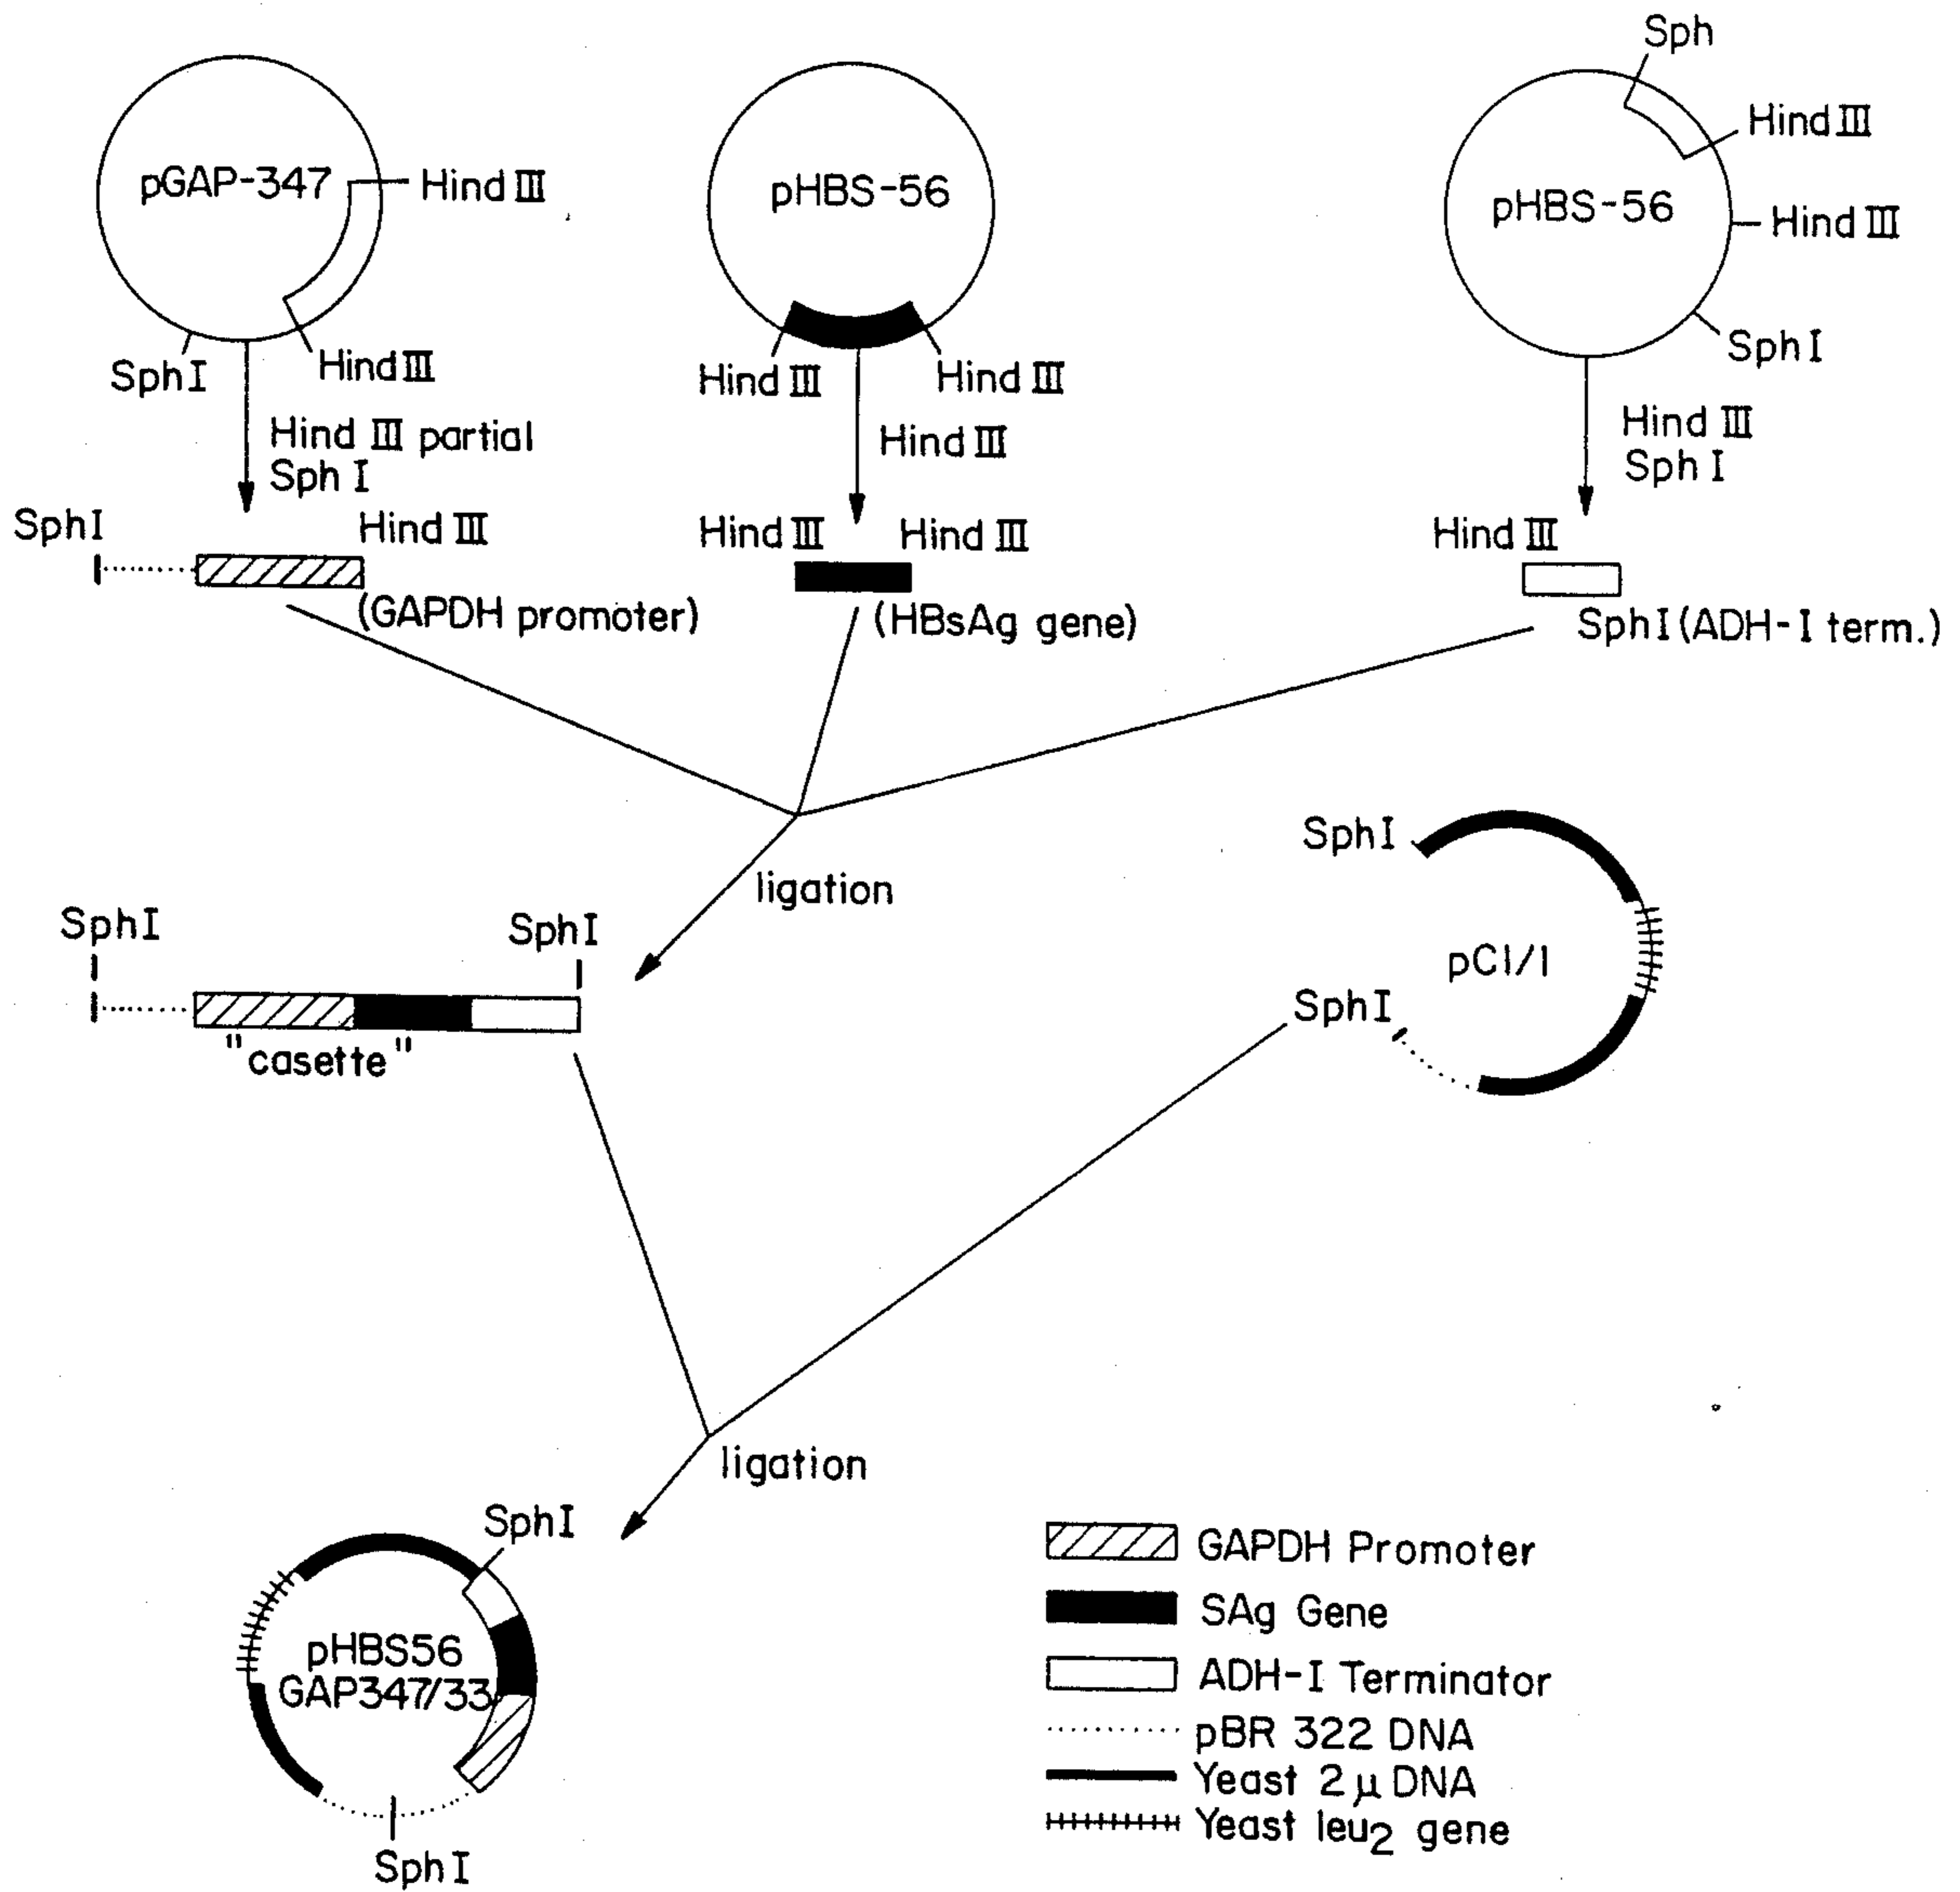 Sph
Hind III
pGAP-347
Hind III
pHBS-56
pHBS-56
Hind III
SphI
Hind III
Hind III
Hind III
SphI
Hind III partial
Sph I
Hind III
Hind III
Sph I
SphI
Hind III
Hind III
Hind III
Hind III
(GAPDH promoter)
(HBsAg gene)
SphI (ADH-I term.)
SphI
ligation
SphI
SphI
pC1/1
SphI
"casette"
ligation
SphI
pHBS56
GAP347/33
SphI
GAPDH Promoter
SAg Gene
ADH-I Terminator
pBR 322 DNA
Yeast 2 μ DNA
Yeast leu2 gene